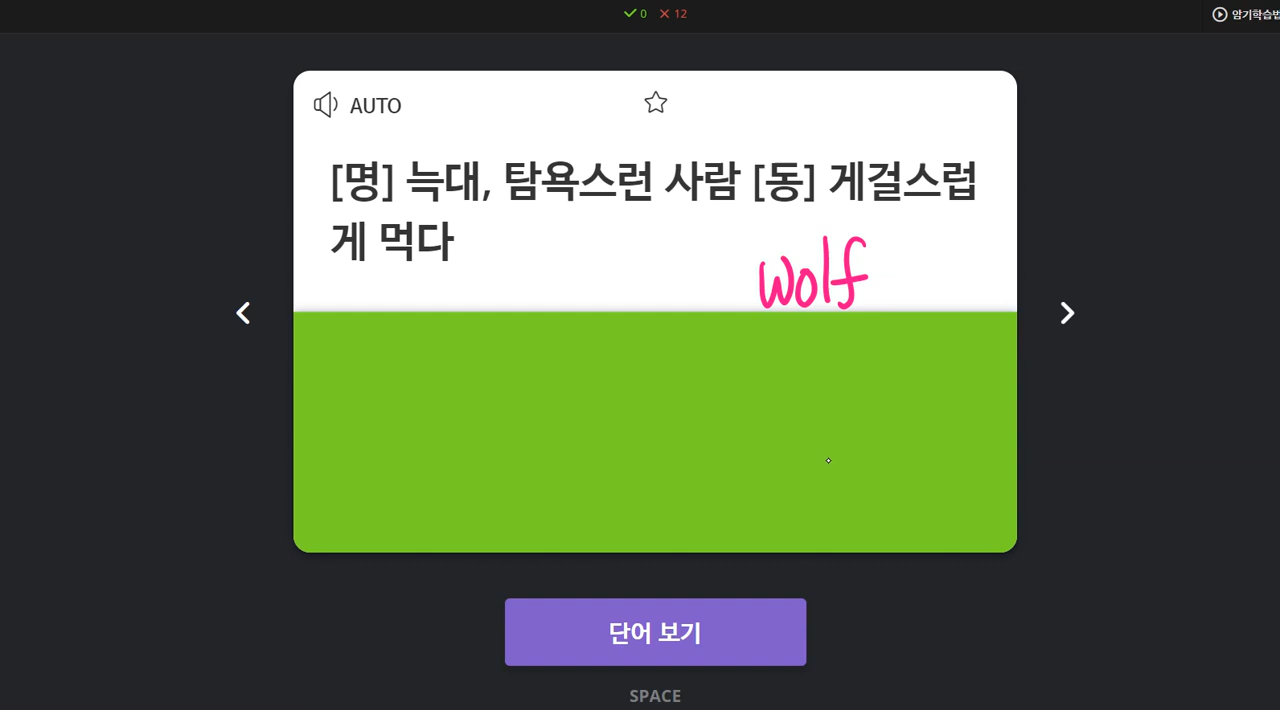 0 12
암기학습법
AUTO
[명] 늑대, 탐욕스런 사람 [동] 게걸스럽
게 먹다
wolf
단어 보기
SPACE